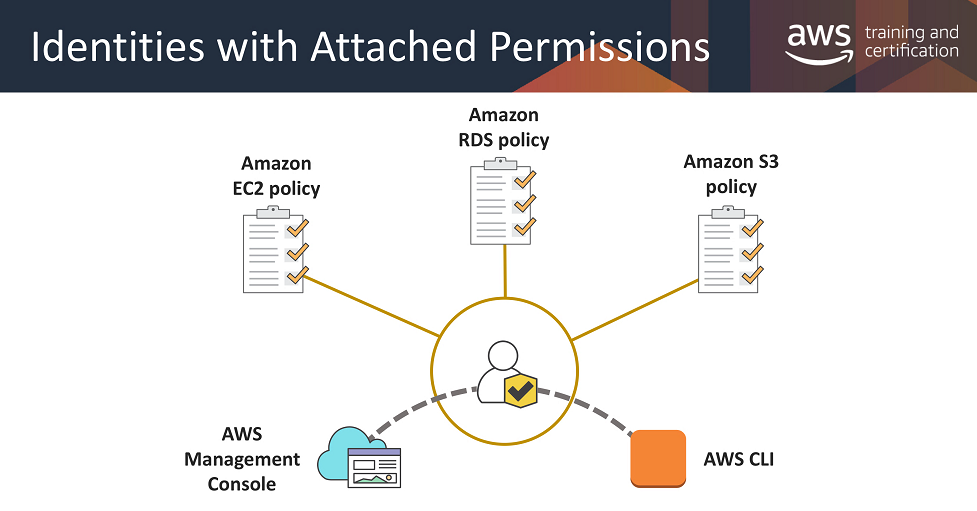 Identities with Attached Permissions
aws
training and
certification
Amazon
RDS policy
Amazon
EC2 policy
Amazon S3
policy
AWS
Management
Console
AWS CLI